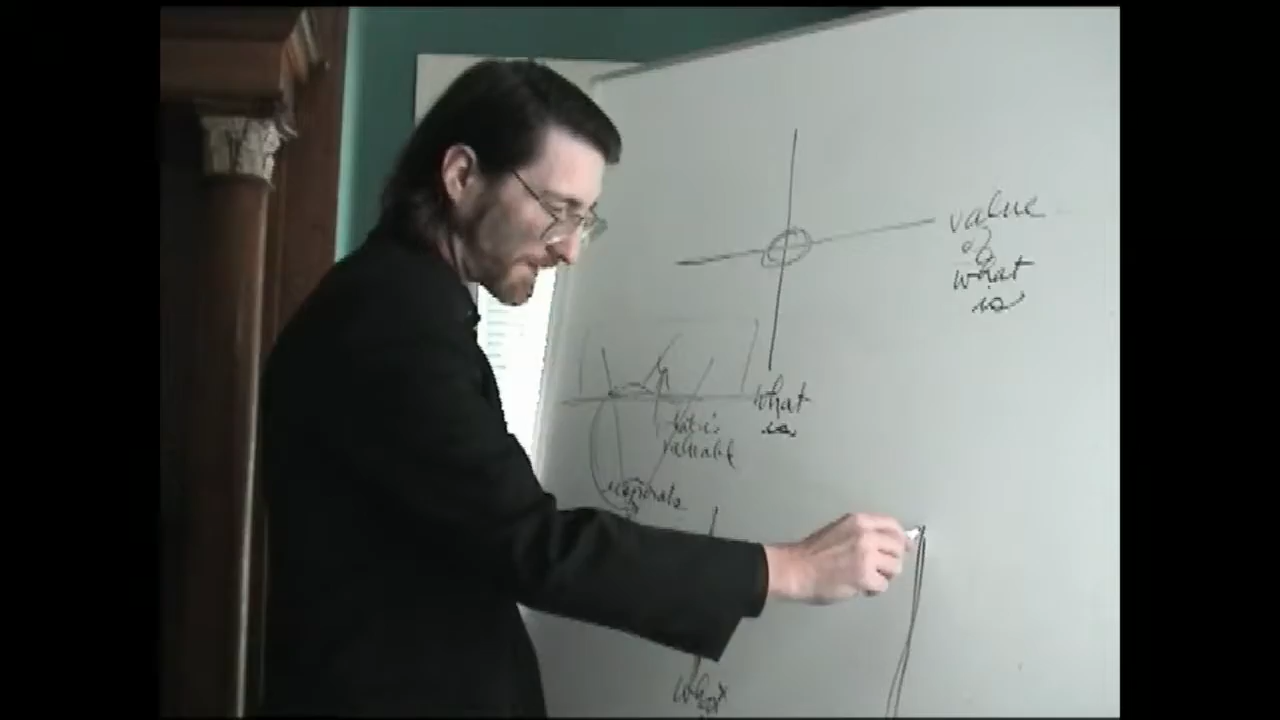 value
of
what
is
what
is
valuable
what